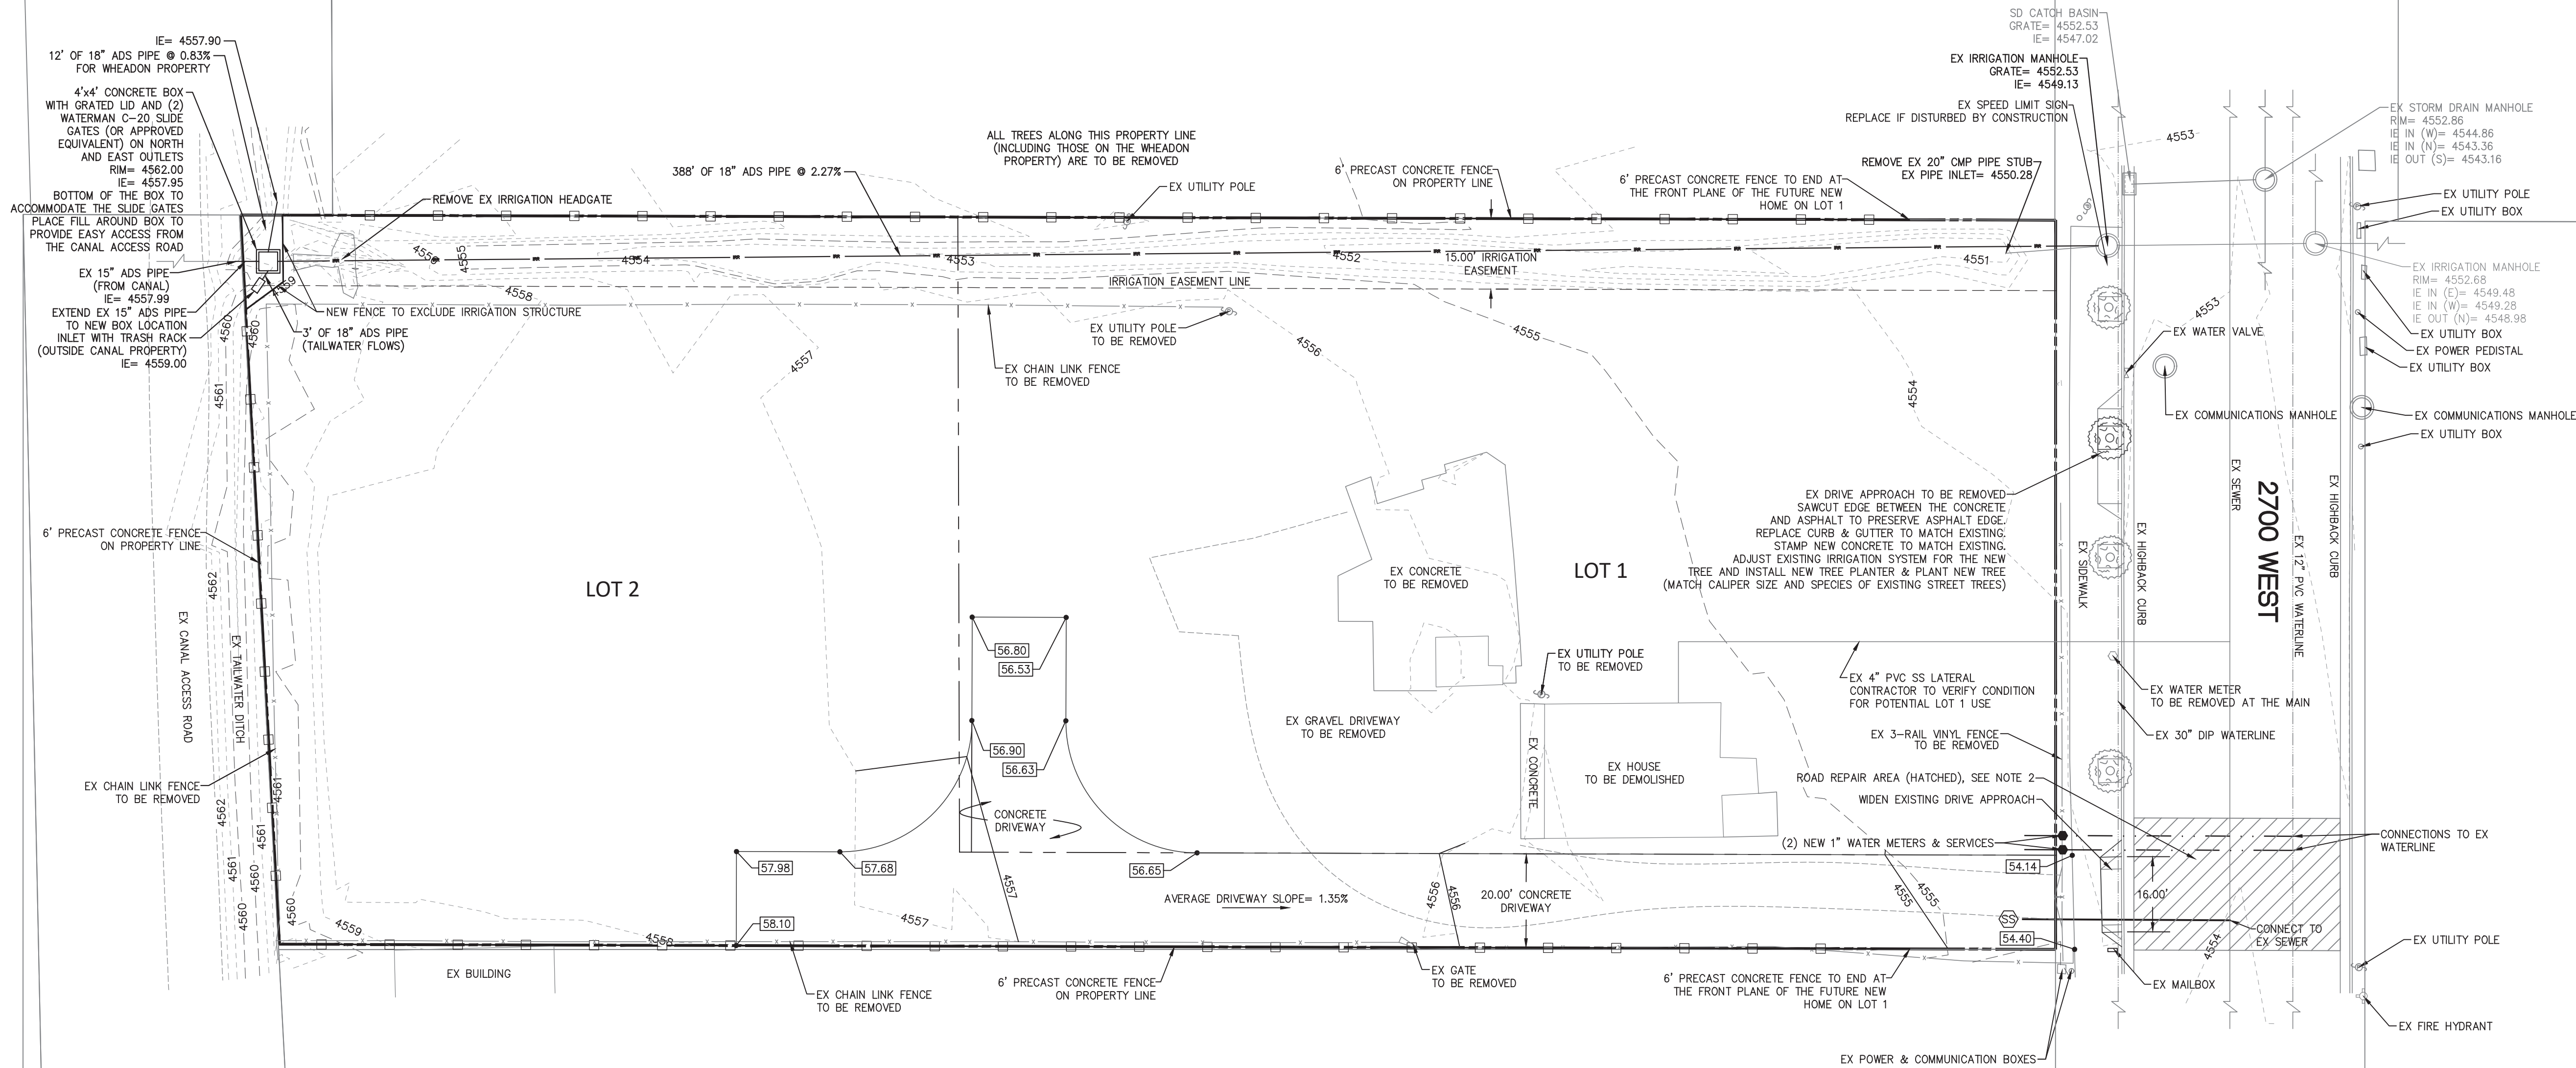 IE= 4557.90
12' OF 18" ADS PIPE @ 0.83%
FOR WHEADON PROPERTY
4'x4' CONCRETE BOX
WITH GRATED LID AND (2)
WATERMAN C-20 SLIDE
GATES (OR APPROVED
EQUIVALENT) ON NORTH
AND EAST OUTLETS
RIM= 4562.00
IE= 4557.95
BOTTOM OF THE BOX TO
ACCOMMODATE THE SLIDE GATES
PLACE FILL AROUND BOX TO
PROVIDE EASY ACCESS FROM
THE CANAL ACCESS ROAD
EX 15" ADS PIPE
(FROM CANAL)
IE= 4557.99
EXTEND EX 15" ADS PIPE
TO NEW BOX LOCATION
INLET WITH TRASH RACK
(OUTSIDE CANAL PROPERTY)
IE= 4559.00
REMOVE EX IRRIGATION HEADGATE
NEW FENCE TO EXCLUDE IRRIGATION STRUCTURE
3' OF 18" ADS PIPE
(TAILWATER FLOWS)
388' OF 18" ADS PIPE @ 2.27%
ALL TREES ALONG THIS PROPERTY LINE
(INCLUDING THOSE ON THE WHEADON
PROPERTY) ARE TO BE REMOVED
EX UTILITY POLE
6' PRECAST CONCRETE FENCE
ON PROPERTY LINE
6' PRECAST CONCRETE FENCE TO END AT
THE FRONT PLANE OF THE FUTURE NEW
HOME ON LOT 1
SD CATCH BASIN
GRATE= 4552.53
IE= 4547.02
EX IRRIGATION MANHOLE
GRATE= 4552.53
IE= 4549.13
EX SPEED LIMIT SIGN
REPLACE IF DISTURBED BY CONSTRUCTION
REMOVE EX 20" CMP PIPE STUB
EX PIPE INLET= 4550.28
4553
EX STORM DRAIN MANHOLE
RIM= 4552.86
IE IN (W)= 4544.86
IE IN (N)= 4543.36
IE OUT (S)= 4543.16
EX UTILITY POLE
EX UTILITY BOX
EX IRRIGATION MANHOLE
RIM= 4552.68
IE IN (E)= 4549.48
IE IN (W)= 4549.28
IE OUT (N)= 4548.98
EX UTILITY BOX
EX POWER PEDISTAL
EX UTILITY BOX
EX COMMUNICATIONS MANHOLE
EX UTILITY BOX
4556
4555
4554
4553
4552
4551
15.00' IRRIGATION
EASEMENT
IRRIGATION EASEMENT LINE
4559
4558
4560
4560
4561
4557
4556
4555
4554
4553
EX UTILITY POLE
TO BE REMOVED
EX CHAIN LINK FENCE
TO BE REMOVED
EX WATER VALVE
EX COMMUNICATIONS MANHOLE
EX DRIVE APPROACH TO BE REMOVED
SAWCUT EDGE BETWEEN THE CONCRETE
AND ASPHALT TO PRESERVE ASPHALT EDGE.
REPLACE CURB & GUTTER TO MATCH EXISTING.
STAMP NEW CONCRETE TO MATCH EXISTING.
ADJUST EXISTING IRRIGATION SYSTEM FOR THE NEW
TREE AND INSTALL NEW TREE PLANTER & PLANT NEW TREE
(MATCH CALIPER SIZE AND SPECIES OF EXISTING STREET TREES)
EX SIDEWALK
EX HIGHBACK CURB
EX SEWER
2700 WEST
EX 12" PVC WATERLINE
EX HIGHBACK CURB
6' PRECAST CONCRETE FENCE
ON PROPERTY LINE
4562
EX CANAL ACCESS ROAD
EX TAILWATER DITCH
LOT 2
LOT 1
EX CONCRETE
TO BE REMOVED
EX UTILITY POLE
TO BE REMOVED
56.80
56.53
56.90
56.63
EX GRAVEL DRIVEWAY
TO BE REMOVED
EX CONCRETE
EX HOUSE
TO BE DEMOLISHED
EX 4" PVC SS LATERAL
CONTRACTOR TO VERIFY CONDITION
FOR POTENTIAL LOT 1 USE
EX 3-RAIL VINYL FENCE
TO BE REMOVED
ROAD REPAIR AREA (HATCHED), SEE NOTE 2
WIDEN EXISTING DRIVE APPROACH
(2) NEW 1" WATER METERS & SERVICES
EX WATER METER
TO BE REMOVED AT THE MAIN
EX 30" DIP WATERLINE
CONNECTIONS TO EX
WATERLINE
EX CHAIN LINK FENCE
TO BE REMOVED
4561
4562
4561
4561
4560
4560
4560
CONCRETE
DRIVEWAY
57.98
57.68
56.65
58.10
54.14
54.40
4557
4557
4556
4556
4555
4555
4559
4558
4554
AVERAGE DRIVEWAY SLOPE= 1.35%
20.00' CONCRETE
DRIVEWAY
16.00'
SS
CONNECT TO
EX SEWER
EX UTILITY POLE
EX BUILDING
EX CHAIN LINK FENCE
TO BE REMOVED
6' PRECAST CONCRETE FENCE
ON PROPERTY LINE
EX GATE
TO BE REMOVED
6' PRECAST CONCRETE FENCE TO END AT
THE FRONT PLANE OF THE FUTURE NEW
HOME ON LOT 1
EX MAILBOX
EX FIRE HYDRANT
EX POWER & COMMUNICATION BOXES